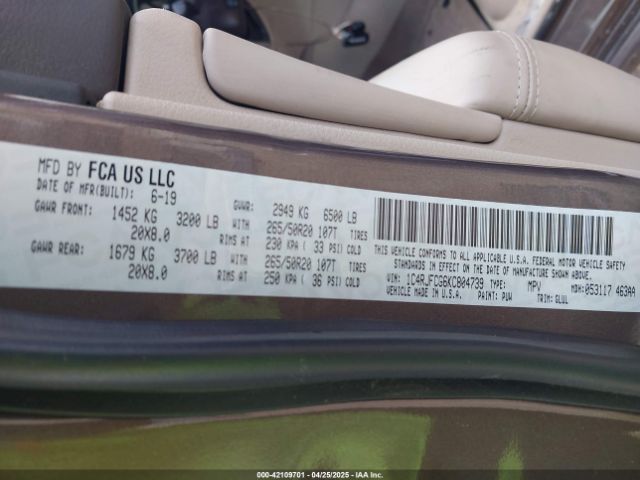 MFD BY FCA US LLC
DATE OF MFR(BUILT): 6-19
GVWR: 2949 KG 6500 LB
GAWR FRONT: 1452 KG 3200 LB WITH 265/50R20 107T TIRES
20X8.0 RIMS AT 230 KPA ( 33 PSI) COLD
GAWR REAR: 1679 KG 3700 LB WITH 265/50R20 107T TIRES
20X8.0 RIMS AT 250 KPA ( 36 PSI) COLD
THIS VEHICLE CONFORMS TO ALL APPLICABLE U.S.A. FEDERAL MOTOR VEHICLE SAFETY
STANDARDS IN EFFECT ON THE DATE OF MANUFACTURE SHOWN ABOVE.
VIN: 1C4RJFCG6KC804739 TYPE: MPV MDH: 053117 463AA
VEHICLE MADE IN U.S.A. PAINT: PUW TRIM: GLUL
000-42109701 04/25/2025 IAAI.COM